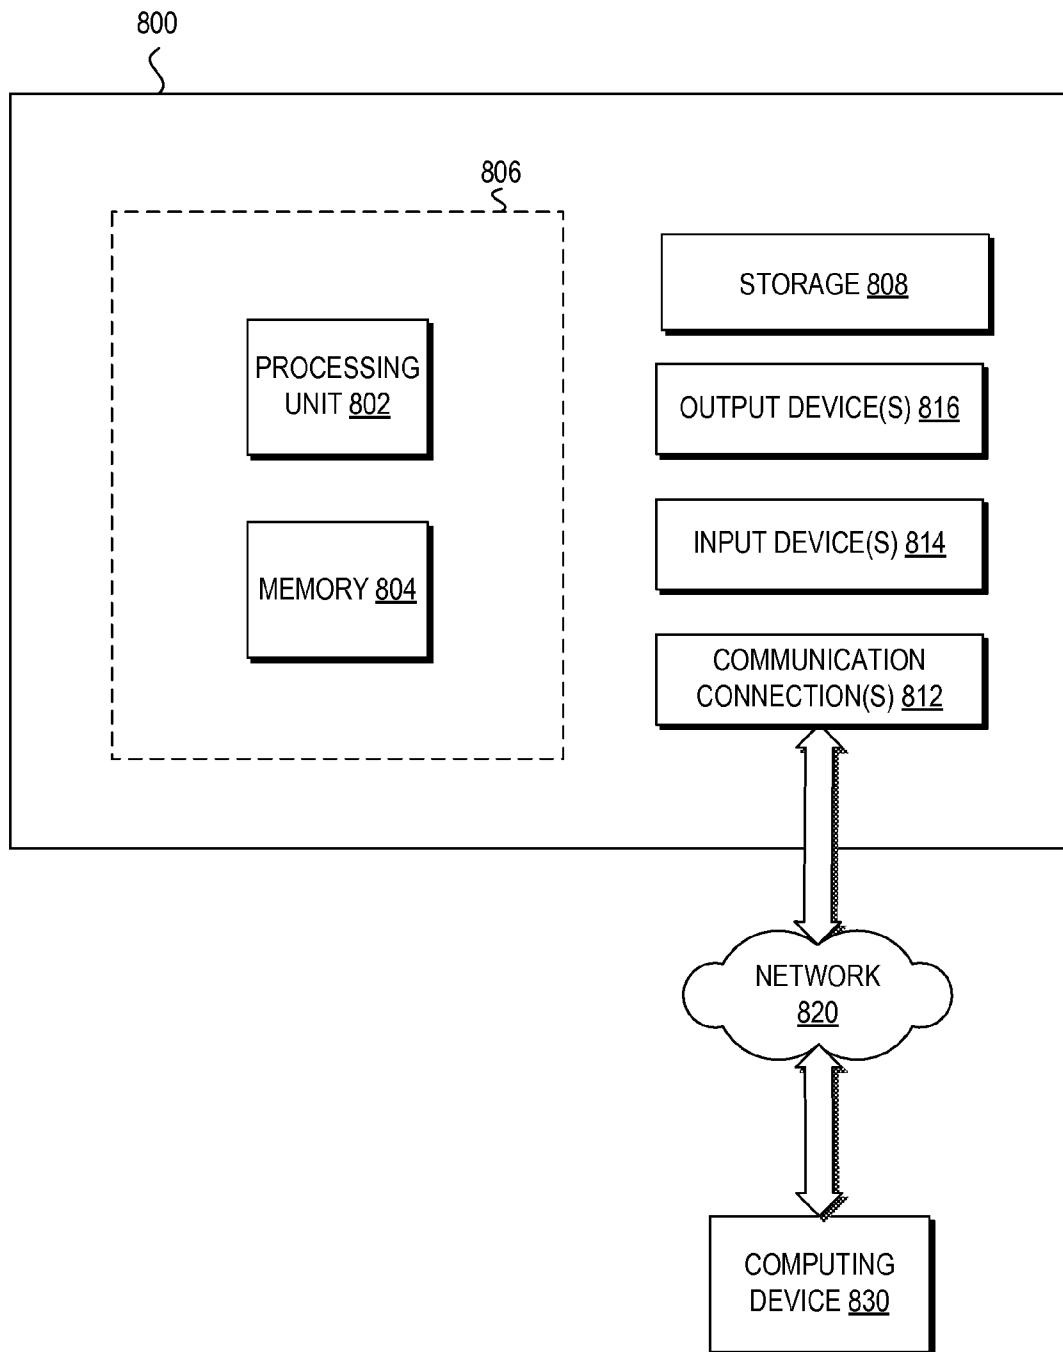 800
806
STORAGE 808
PROCESSING
UNIT 802
OUTPUT DEVICE(S) 816
INPUT DEVICE(S) 814
MEMORY 804
COMMUNICATION
CONNECTION(S) 812
NETWORK
820
COMPUTING
DEVICE 830